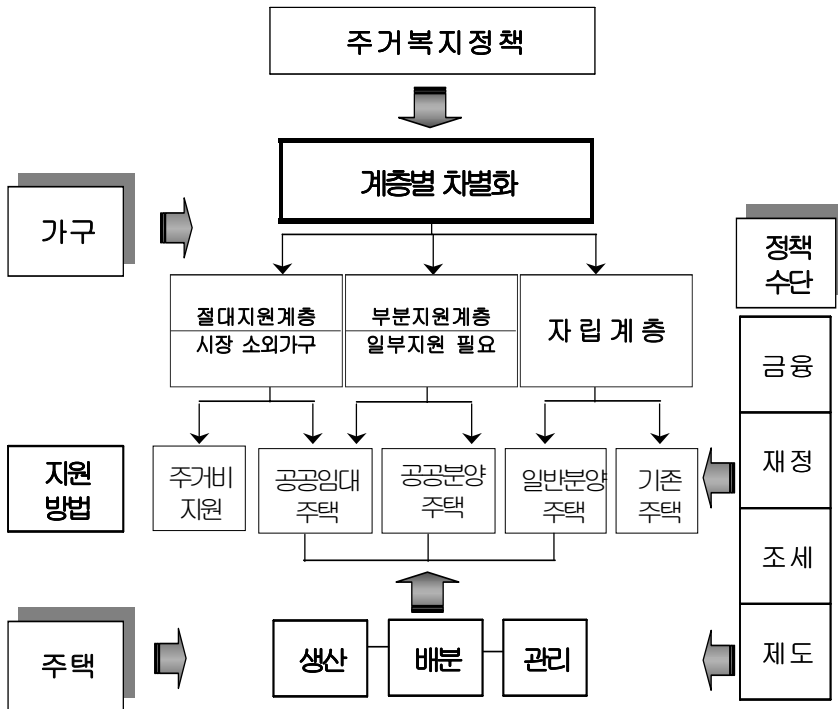 주거복지정책
계층별 차별화
가구
정책
수단
절대지원계층
시장 소외가구
부분지원계층
일부지원 필요
자립계층
금융
재정
조세
제도
지원
방법
주거비
지원
공공임대
주택
공공분양
주택
일반분양
주택
기존
주택
주택
생산
배분
관리